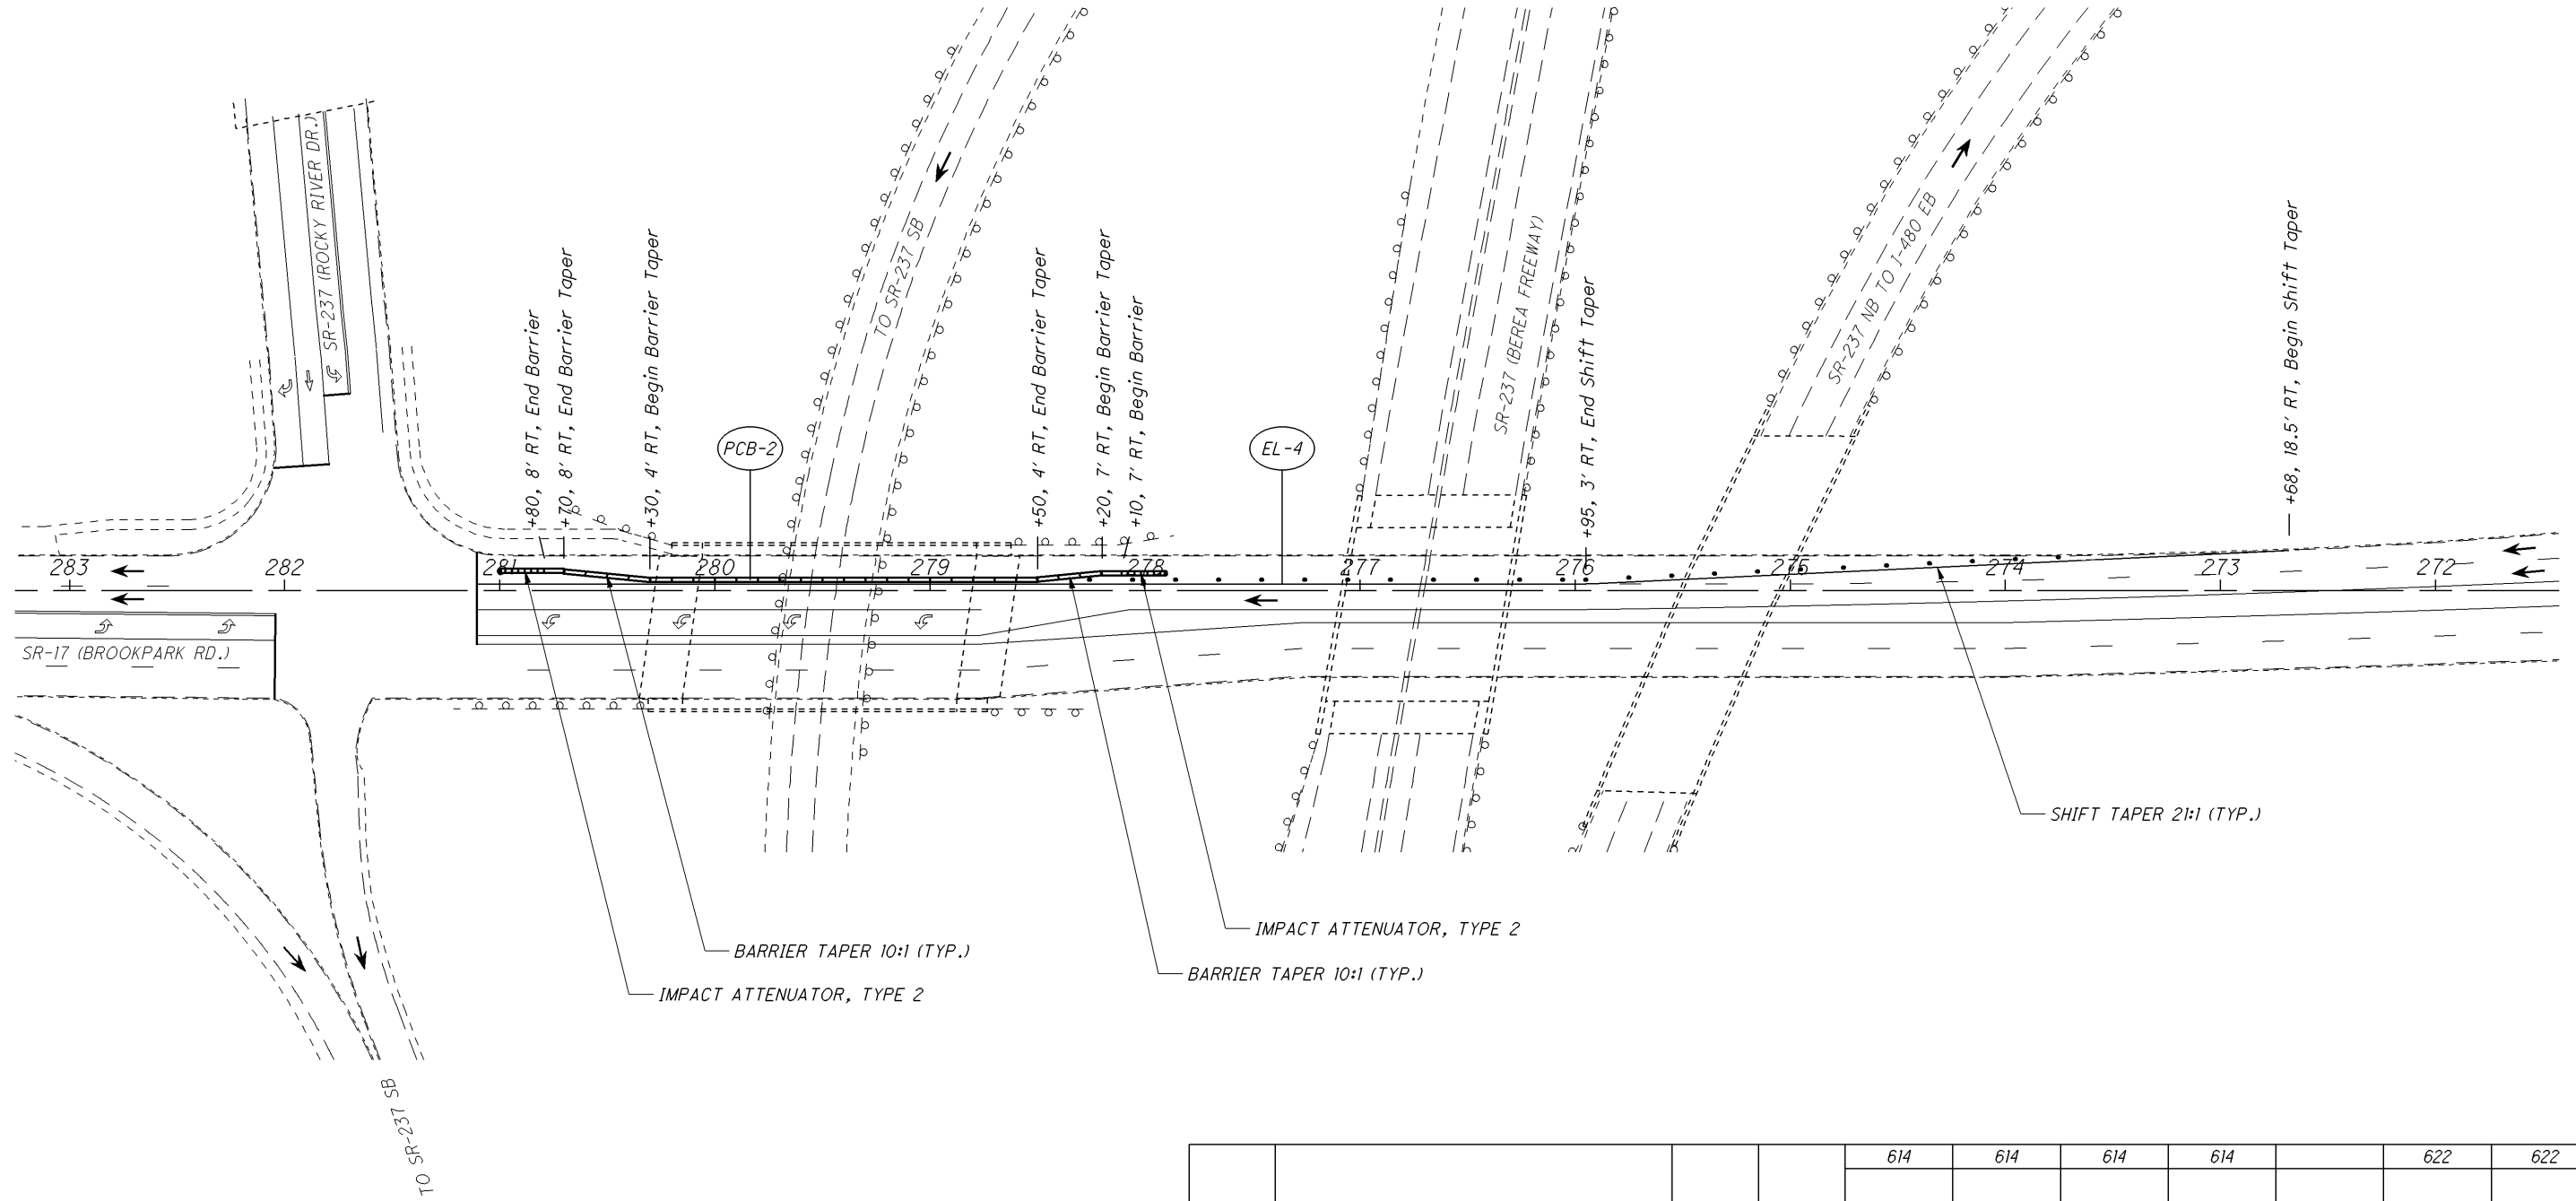 SR-237 (ROCKY RIVER DR.)
TO SR-237 SB
SR-237 (BEREA FREEWAY)
SR-237 NB TO I-480 EB
+80, 8' RT, End Barrier
+70, 8' RT, End Barrier Taper
+30, 4' RT, Begin Barrier Taper
+50, 4' RT, End Barrier Taper
+20, 7' RT, Begin Barrier Taper
+10, 7' RT, Begin Barrier
+95, 3' RT, End Shift Taper
+68, 18.5' RT, Begin Shift Taper
PCB-2
EL-4
283
282
281
280
279
278
277
276
275
274
273
272
SR-17 (BROOKPARK RD.)
SHIFT TAPER 21:1 (TYP.)
IMPACT ATTENUATOR, TYPE 2
BARRIER TAPER 10:1 (TYP.)
BARRIER TAPER 10:1 (TYP.)
IMPACT ATTENUATOR, TYPE 2
TO SR-237 SB
614
614
614
614
622
622